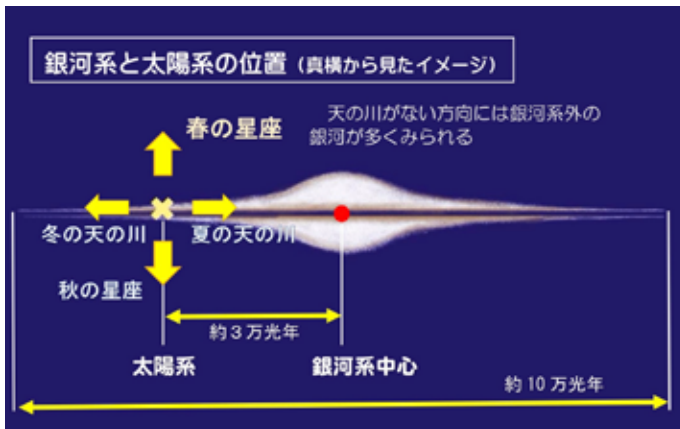 銀河系と太陽系の位置（真横から見たイメージ）
天の川がない方向には銀河系外の
銀河が多くみられる
春の星座
冬の天の川
夏の天の川
秋の星座
約３万光年
太陽系
銀河系中心
約10万光年